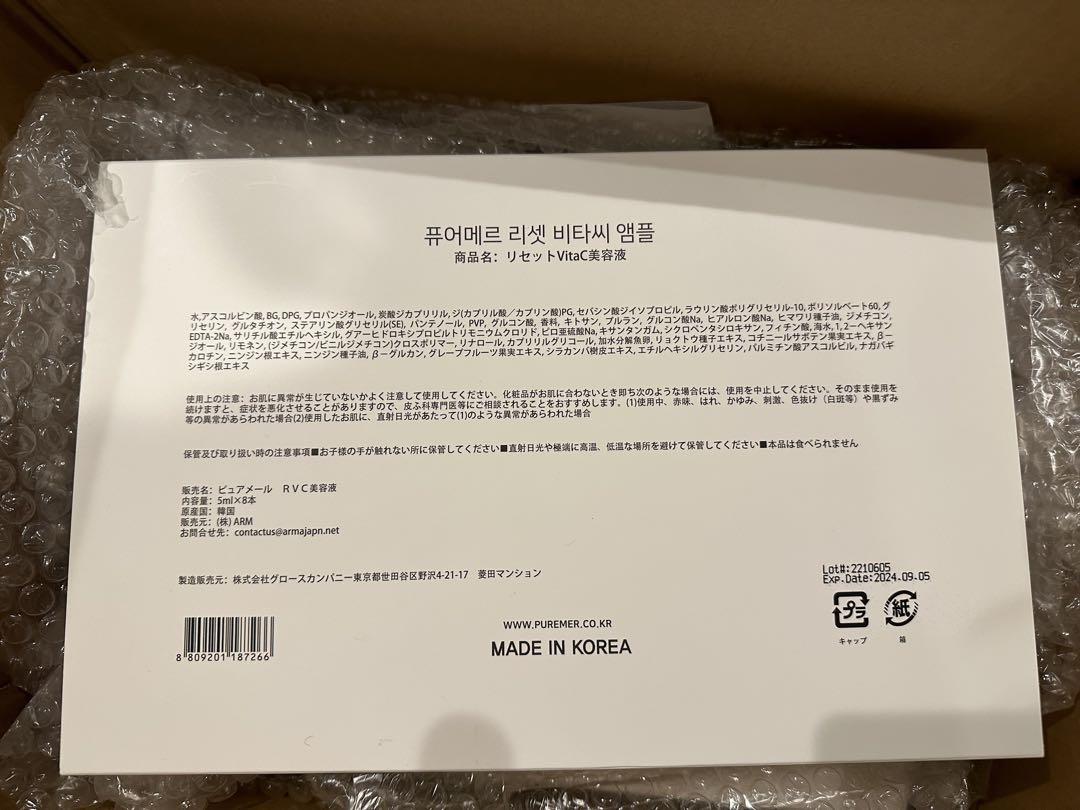 퓨어메르 리셋 비타씨 앰플
商品名: リセットVitaC美容液
水,アスコルビン酸, BG, DPG, プロパンジオール, 炭酸ジカプリリル, ジ(カプリル酸／カプリン酸)PG, セバシン酸ジイソプロピル, ラウリン酸ポリグリセリル-10, ポリソルベート60, グ
リセリン, グルタチオン, ステアリン酸グリセリル(SE), パンテノール, PVP, グルコン酸, 香料, キトサン, プルラン, グルコン酸Na, ヒアルロン酸Na, ヒマワリ種子油, ジメチコン,
EDTA-2Na, サリチル酸エチルヘキシル, グアーヒドロキシプロピルトリモニウムクロリド, ピロ亜硫酸Na, キサンタンガム, シクロペンタシロキサン, フィチン酸, 海水, 1, 2－ヘキサン
ジオール, リモネン, (ジメチコン/ビニルジメチコン)クロスポリマー, リナロール, カプリリルグリコール, 加水分解魚卵, リョクトウ種子エキス, コチニールサボテン果実エキス, β－
カロチン, ニンジン根エキス, ニンジン種子油, β－グルカン, グレープフルーツ果実エキス, シラカンバ樹皮エキス, エチルヘキシルグリセリン, パルミチン酸アスコルビル, ナガバギ
シギシ根エキス
使用上の注意: お肌に異常が生じていないかよく注意して使用してください。化粧品がお肌に合わないとき即ち次のような場合には、使用を中止してください。そのまま使用を
続けますと、症状を悪化させることがありますので、皮ふ科専門医等にご相談されることをおすすめします。(1)使用中、赤味、はれ、かゆみ、刺激、色抜け（白斑等）や黒ずみ
等の異常があらわれた場合(2)使用したお肌に、直射日光があたって(1)のような異常があらわれた場合
保管及び取り扱い時の注意事項■お子様の手が触れない所に保管してください■直射日光や極端に高温、低温な場所を避けて保管してください■本品は食べられません
販売名: ピュアメール　ＲＶＣ美容液
内容量: 5ml×8本
原産国: 韓国
販売元: (株) ARM
お問合せ先: contactus@armajapn.net
製造販売元: 株式会社グロースカンパニー東京都世田谷区野沢4-21-17　菱田マンション
Lot#:2210605
Exp.Date:2024.09.05
プラ
紙
キャップ
箱
8 809201 187266
WWW.PUREMER.CO.KR
MADE IN KOREA